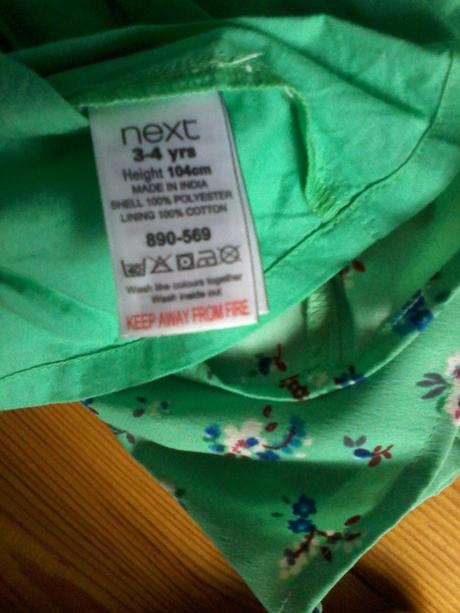 next
3-4 yrs
Height 104cm
MADE IN INDIA
SHELL 100% POLYESTER
LINING 100% COTTON
890-569
40
Wash like colours together
Wash inside out
KEEP AWAY FROM FIRE